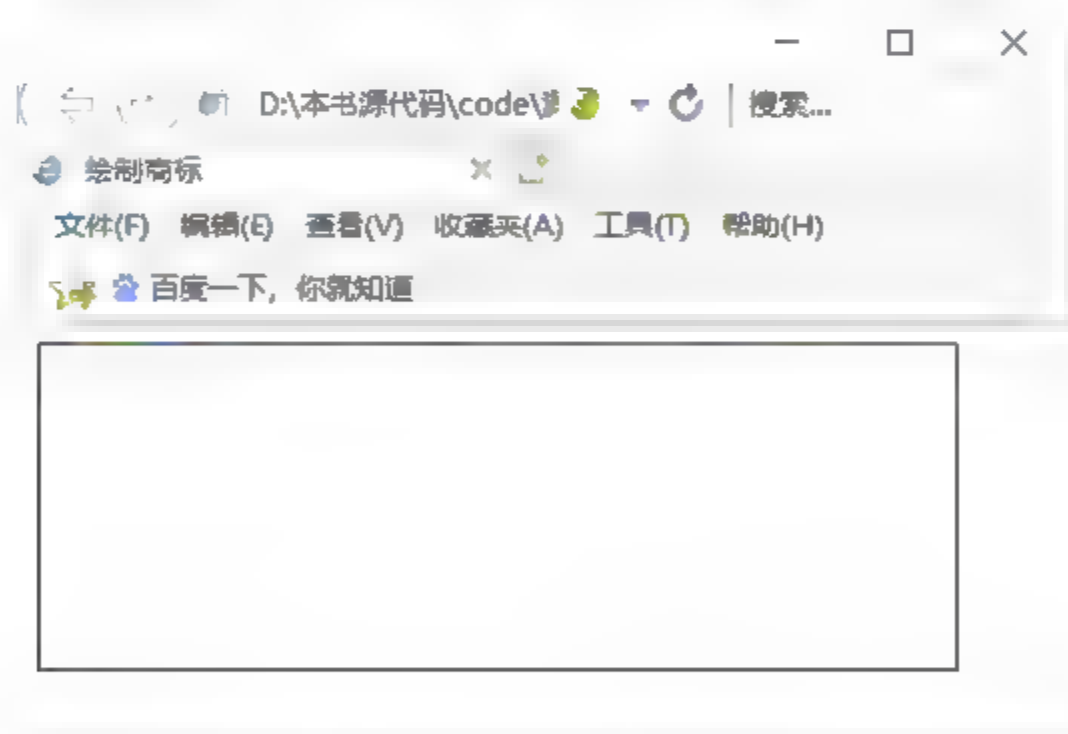 D:\本书源代码\code\ 搜索...
绘制商标
文件(F) 编辑(E) 查看(V) 收藏夹(A) 工具(T) 帮助(H)
百度一下，你就知道